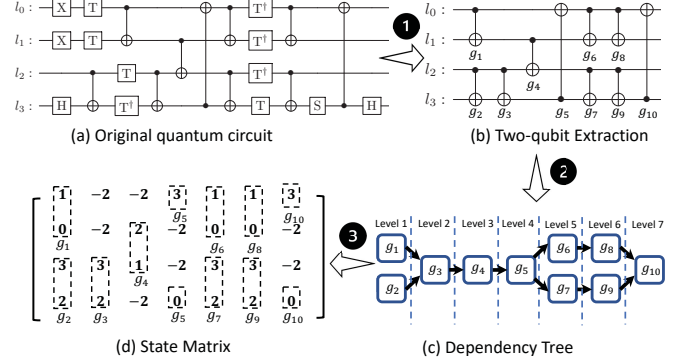 l₀ : X T T†
l₁ : X T T†
l₂ : T T†
l₃ : H T† T S H
(a) Original quantum circuit
1
l₀ :
l₁ :
l₂ :
l₃ :
g₁ g₆ g₈
g₄
g₂ g₃ g₅ g₇ g₉ g₁₀
(b) Two-qubit Extraction
2
1 -2 -2 3 1 1 3
g₅ g₁₀
0 -2 2 -2 0 0 -2
g₁ g₆ g₈
3 3 1 -2 3 3 -2
g₄
2 2 -2 0 2 2 0
g₂ g₃ g₅ g₇ g₉ g₁₀
(d) State Matrix
3
Level 1 Level 2 Level 3 Level 4 Level 5 Level 6 Level 7
g₁ g₆ g₈
g₃ g₄ g₅ g₁₀
g₂ g₇ g₉
(c) Dependency Tree